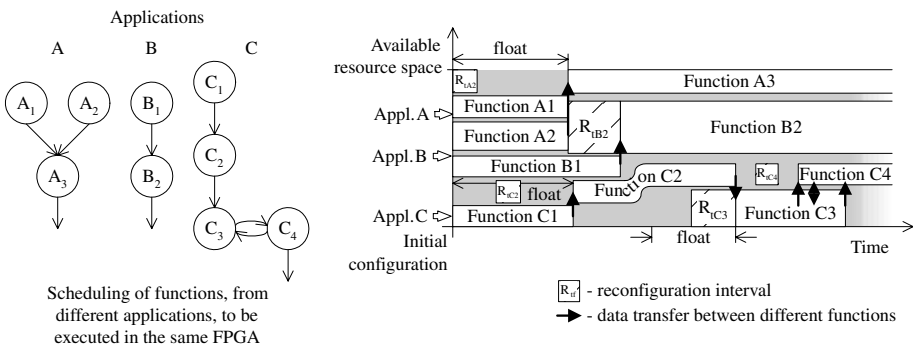 Applications
A B C
C1
A1 A2 B1
C2
A3 B2
C3 C4
Scheduling of functions, from
different applications, to be
executed in the same FPGA
Available
resource space
float
RtA2
Function A3
Function A1
Appl. A
RtB2
Function B2
Function A2
Appl. B
Function B1
Function C2
RtC4
Function C4
RtC2
float
RtC3
Function C3
Appl. C
Function C1
Initial
configuration
float
Time
Rtf - reconfiguration interval
- data transfer between different functions